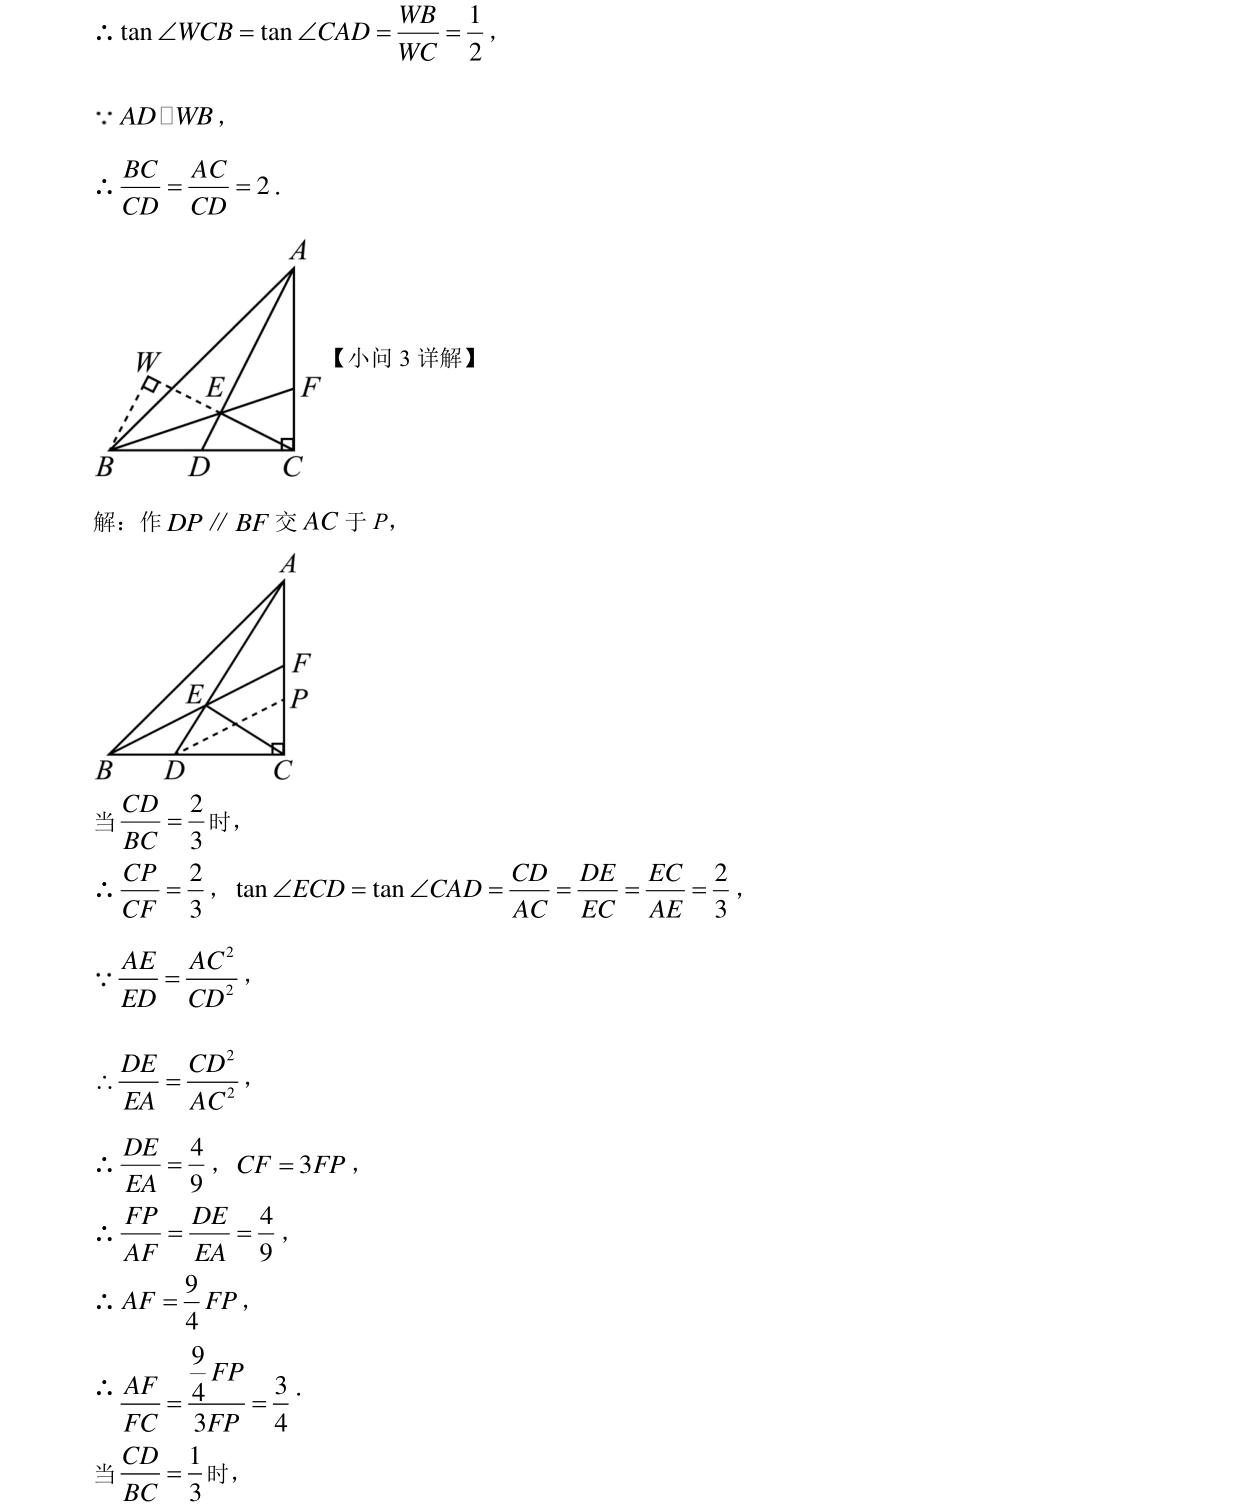 ∴ tan∠WCB = tan∠CAD = WB/WC = 1/2，
∵ AD□WB，
∴ BC/CD = AC/CD = 2．
A
W
E
F
【小问 3 详解】
B D C
解：作 DP∥BF 交 AC 于 P，
A
F
E
P
B D C
当 CD/BC = 2/3 时，
∴ CP/CF = 2/3， tan∠ECD = tan∠CAD = CD/AC = DE/EC = EC/AE = 2/3，
∵ AE/ED = AC²/CD²，
∴ DE/EA = CD²/AC²，
∴ DE/EA = 4/9， CF = 3FP，
∴ FP/AF = DE/EA = 4/9，
∴ AF = 9/4 FP，
∴ AF/FC = (9/4 FP)/(3FP) = 3/4．
当 CD/BC = 1/3 时，